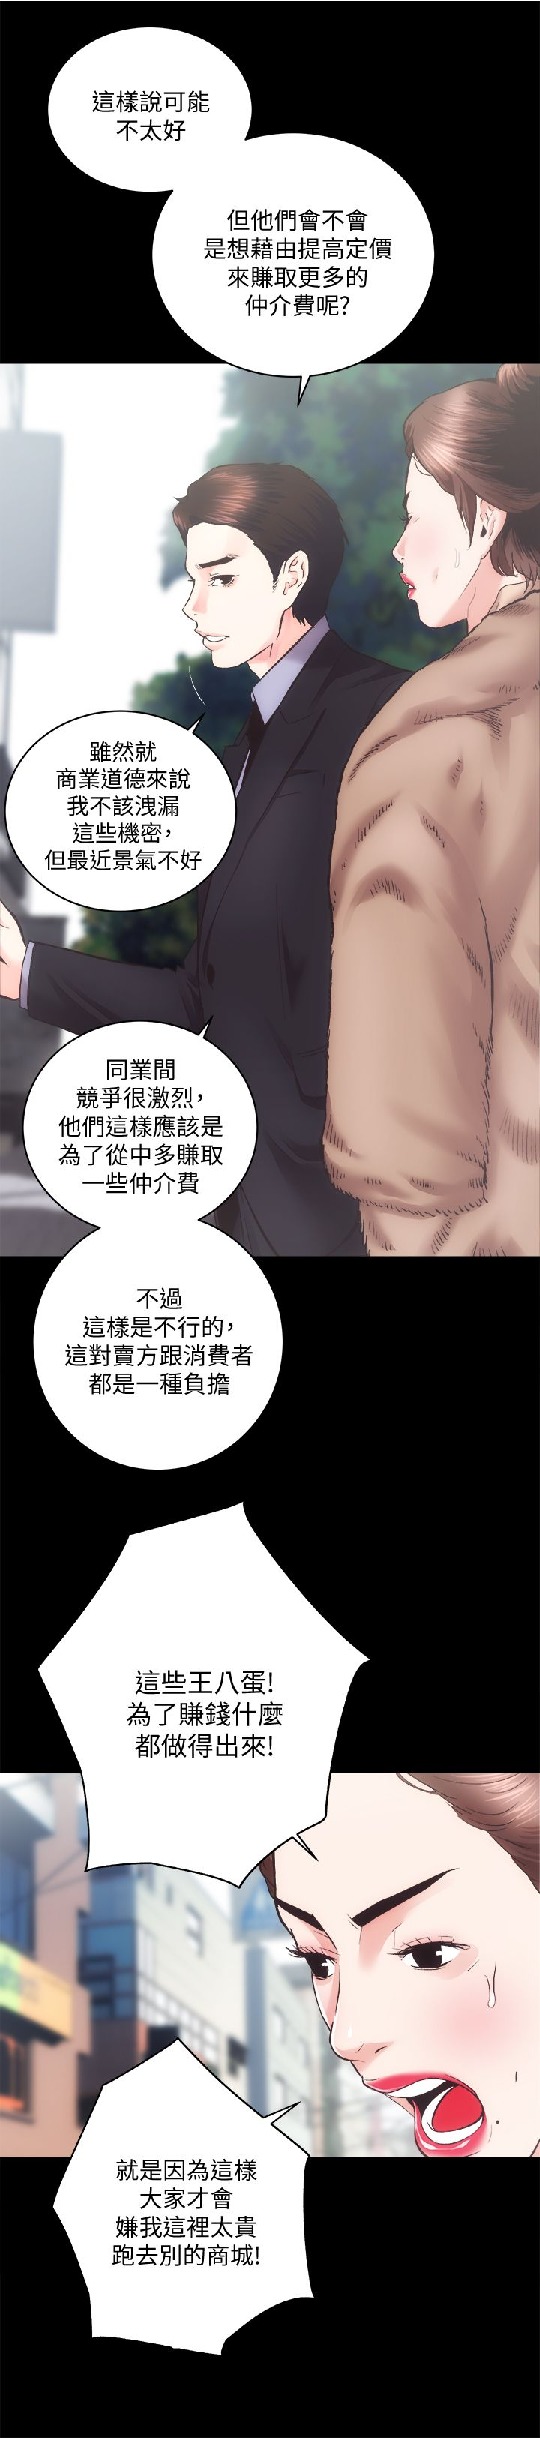 這樣說可能
不太好
但他們會不會
是想藉由提高定價
來賺取更多的
仲介費呢?
雖然就
商業道德來說
我不該洩漏
這些機密,
但最近景氣不好
同業間
競爭很激烈,
他們這樣應該是
為了從中多賺取
一些仲介費
不過
這樣是不行的,
這對賣方跟消費者
都是一種負擔
這些王八蛋!
為了賺錢什麼
都做得出來!
就是因為這樣
大家才會
嫌我這裡太貴
跑去別的商城!